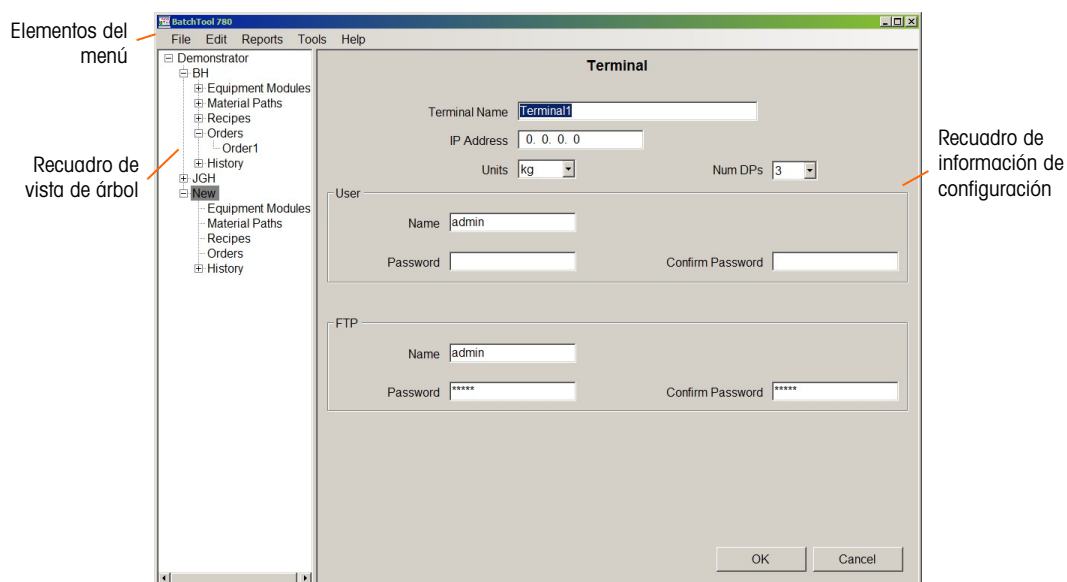 Elementos del
menú
Recuadro de
vista de árbol
BatchTool 780
File Edit Reports Tools Help
Demonstrator
BH
Equipment Modules
Material Paths
Recipes
Orders
Order1
History
JGH
New
Equipment Modules
Material Paths
Recipes
Orders
History
Terminal
Terminal Name Terminal1
IP Address 0. 0. 0. 0
Units kg Num DPs 3
User
Name admin
Password Confirm Password
FTP
Name admin
Password ***** Confirm Password *****
OK Cancel
Recuadro de
información de
configuración